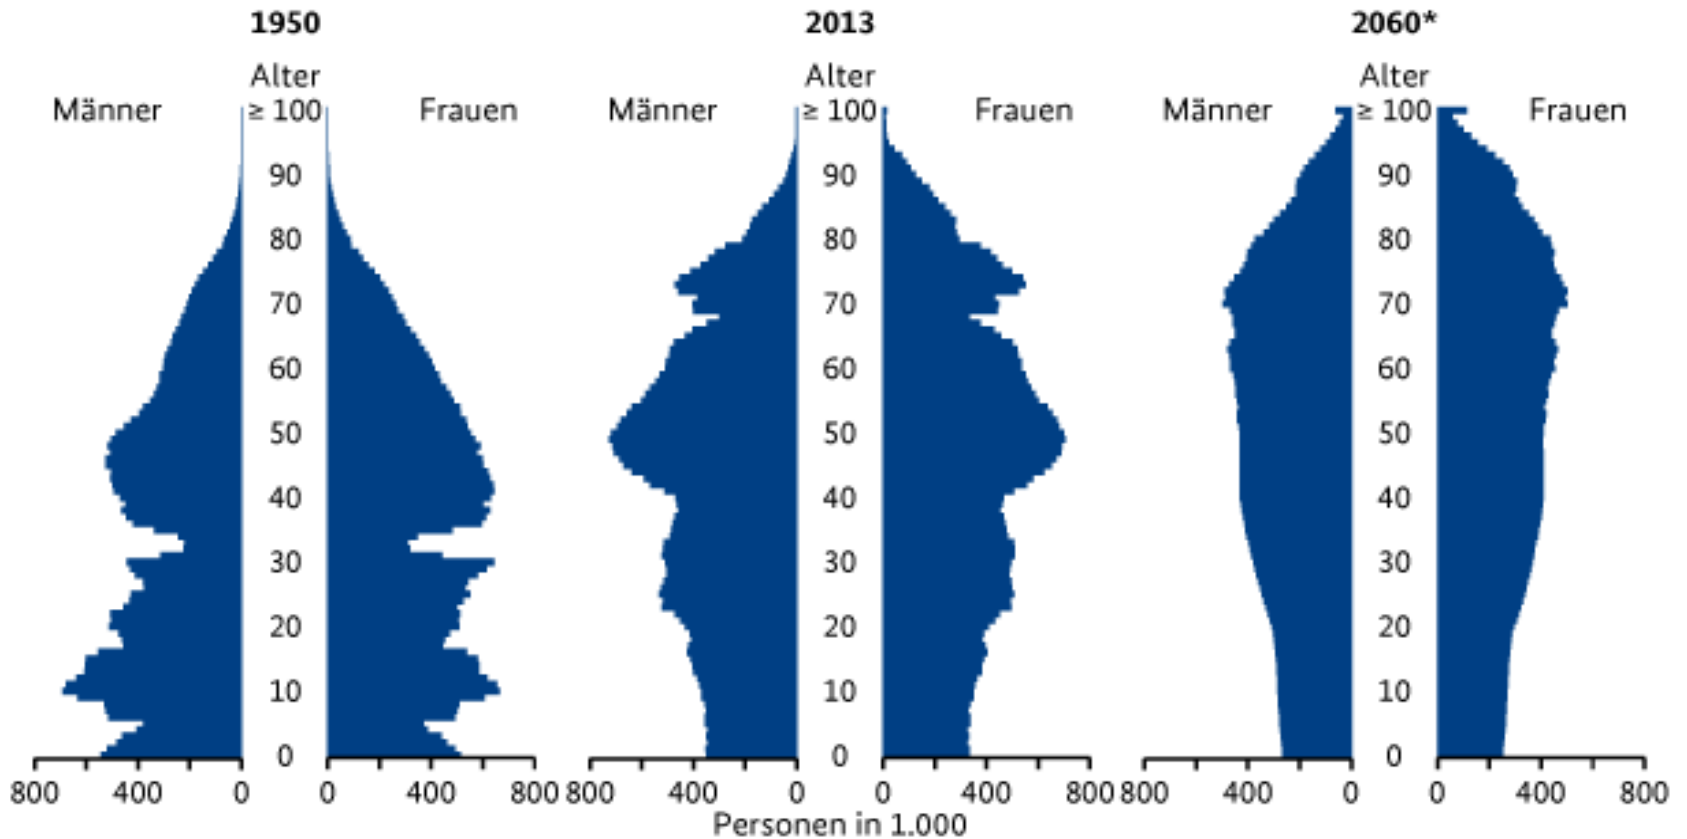 1950 2013 2060*
Alter Alter Alter
Männer ≥ 100 Frauen Männer ≥ 100 Frauen Männer ≥ 100 Frauen
90 90 90
80 80 80
70 70 70
60 60 60
50 50 50
40 40 40
30 30 30
20 20 20
10 10 10
0 0 0
800 400 0 0 400 800 800 400 0 0 400 800 800 400 0 0 400 800
Personen in 1.000